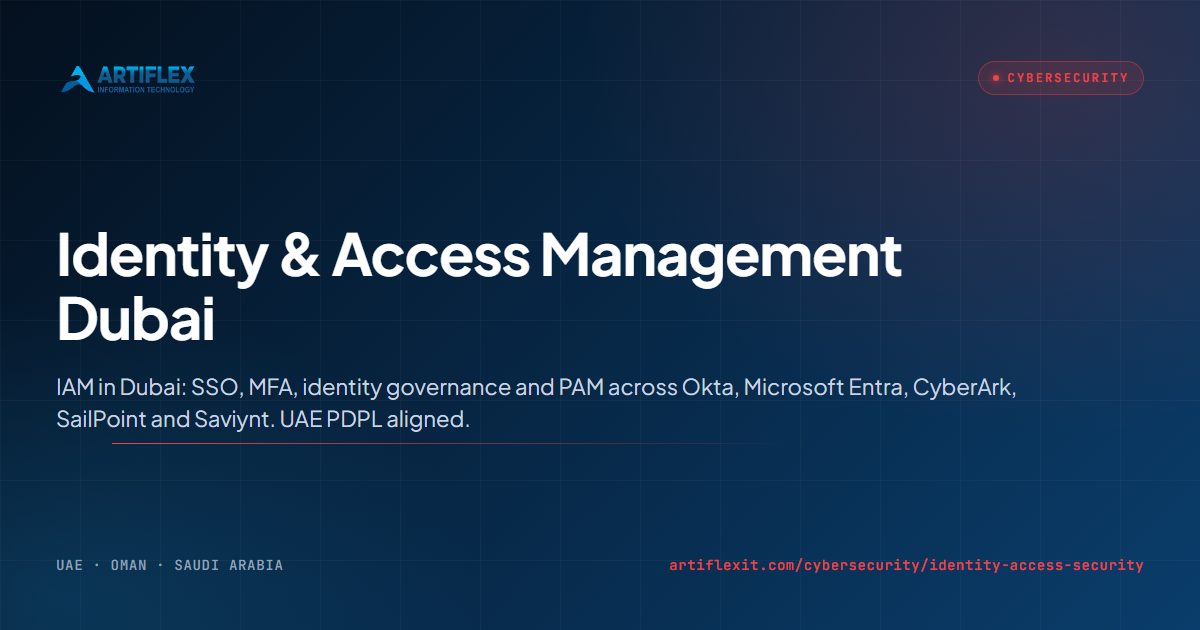 ARTIFLEX
INFORMATION TECHNOLOGY
CYBERSECURITY
Identity & Access Management
Dubai
IAM in Dubai: SSO, MFA, identity governance and PAM across Okta, Microsoft Entra, CyberArk,
SailPoint and Saviynt. UAE PDPL aligned.
UAE · OMAN · SAUDI ARABIA
artiflexit.com/cybersecurity/identity-access-security